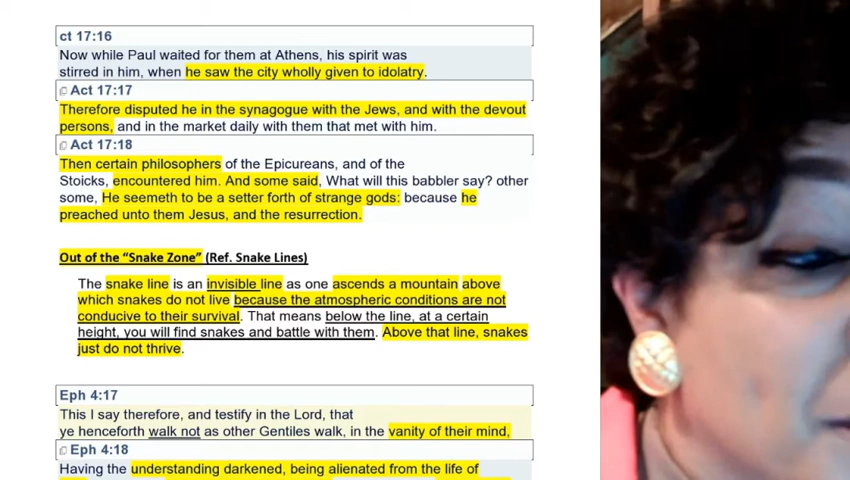 ct 17:16
Now while Paul waited for them at Athens, his spirit was
stirred in him, when he saw the city wholly given to idolatry.
Act 17:17
Therefore disputed he in the synagogue with the Jews, and with the devout
persons, and in the market daily with them that met with him.
Act 17:18
Then certain philosophers of the Epicureans, and of the
Stoicks, encountered him. And some said, What will this babbler say? other
some, He seemeth to be a setter forth of strange gods: because he
preached unto them Jesus, and the resurrection.
Out of the “Snake Zone” (Ref. Snake Lines)
The snake line is an invisible line as one ascends a mountain above
which snakes do not live because the atmospheric conditions are not
conducive to their survival. That means below the line, at a certain
height, you will find snakes and battle with them. Above that line, snakes
just do not thrive.
Eph 4:17
This I say therefore, and testify in the Lord, that
ye henceforth walk not as other Gentiles walk, in the vanity of their mind,
Eph 4:18
Having the understanding darkened, being alienated from the life of